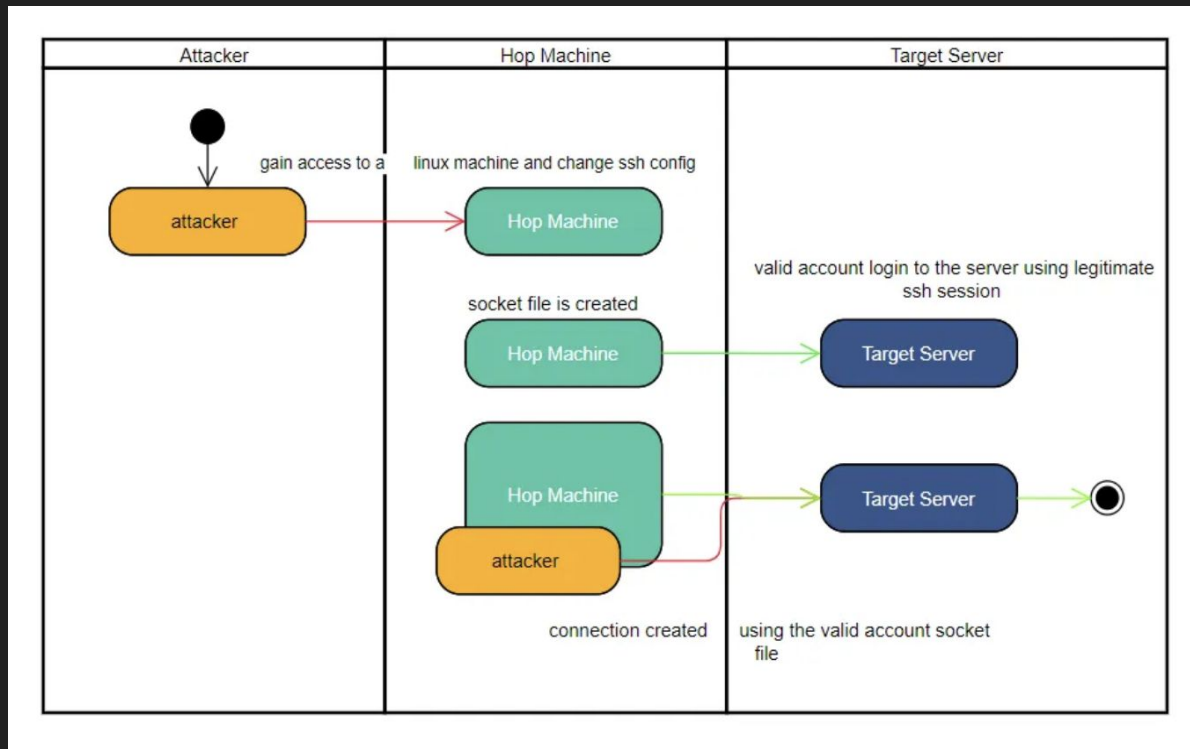 Attacker
Hop Machine
Target Server
gain access to a linux machine and change ssh config
attacker
Hop Machine
valid account login to the server using legitimate
ssh session
socket file is created
Hop Machine
Target Server
Hop Machine
Target Server
attacker
connection created using the valid account socket
file